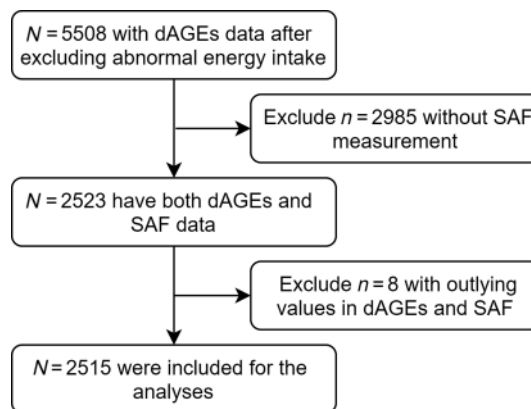 N = 5508 with dAGEs data after
excluding abnormal energy intake
Exclude n = 2985 without SAF
measurement
N = 2523 have both dAGEs and
SAF data
Exclude n = 8 with outlying
values in dAGEs and SAF
N = 2515 were included for the
analyses